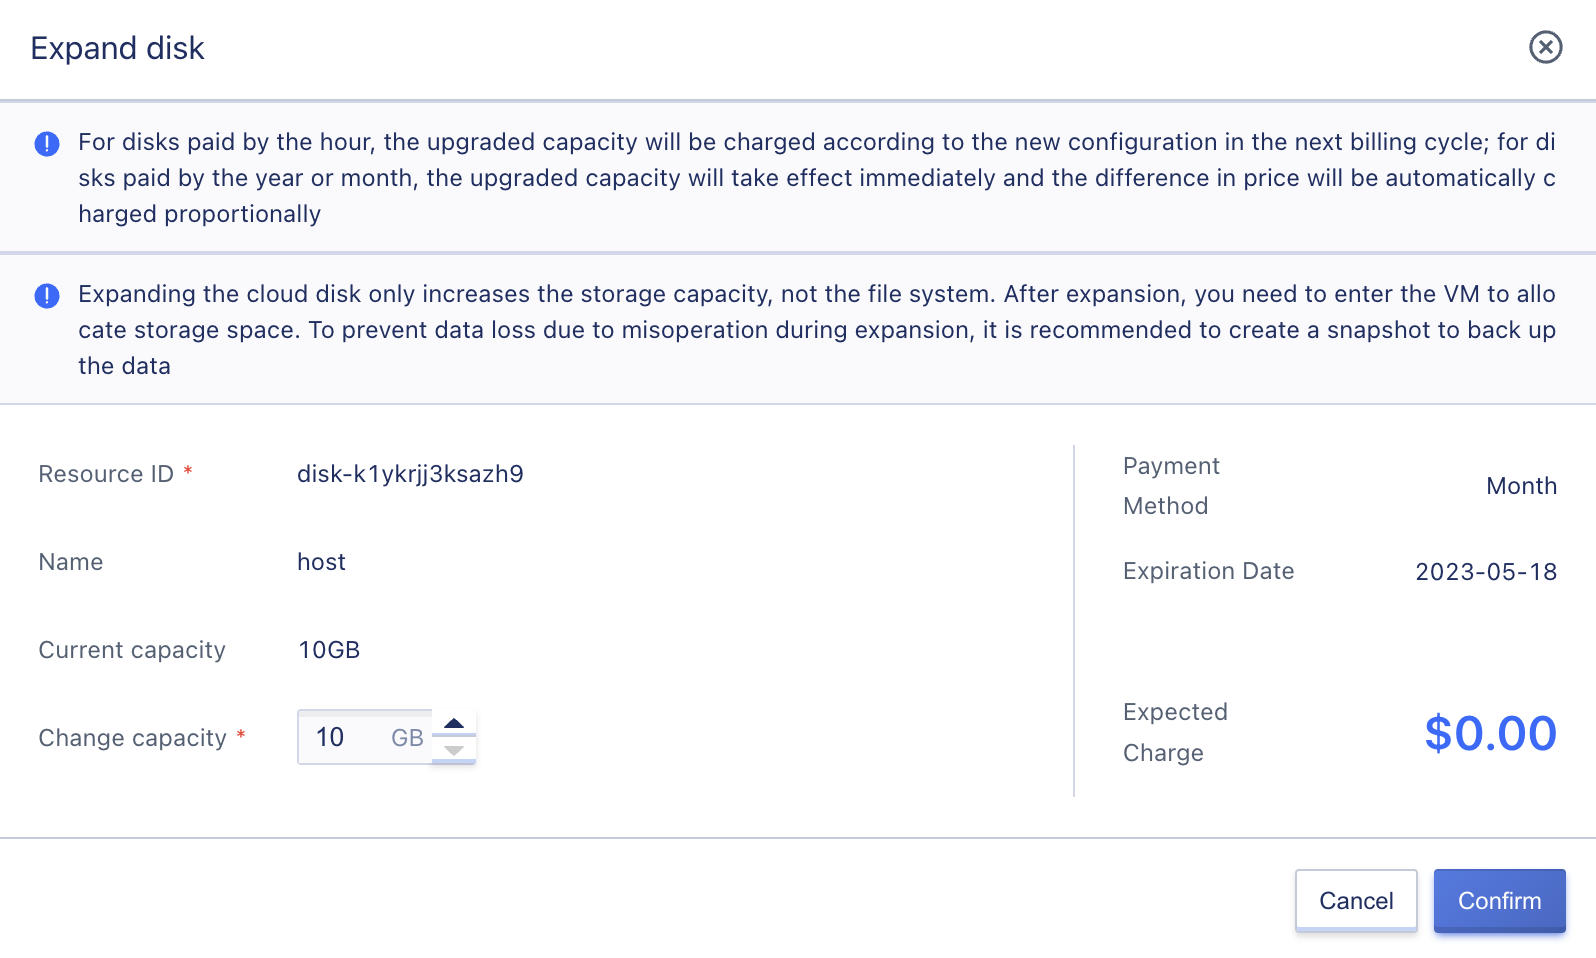 Expand disk
For disks paid by the hour, the upgraded capacity will be charged according to the new configuration in the next billing cycle; for di
sks paid by the year or month, the upgraded capacity will take effect immediately and the difference in price will be automatically c
harged proportionally
Expanding the cloud disk only increases the storage capacity, not the file system. After expansion, you need to enter the VM to allo
cate storage space. To prevent data loss due to misoperation during expansion, it is recommended to create a snapshot to back up
the data
Resource ID * disk-k1ykrjj3ksazh9
Name host
Current capacity 10GB
Change capacity * 10 GB
Payment
Method
Month
Expiration Date 2023-05-18
Expected
Charge
$0.00
Cancel Confirm